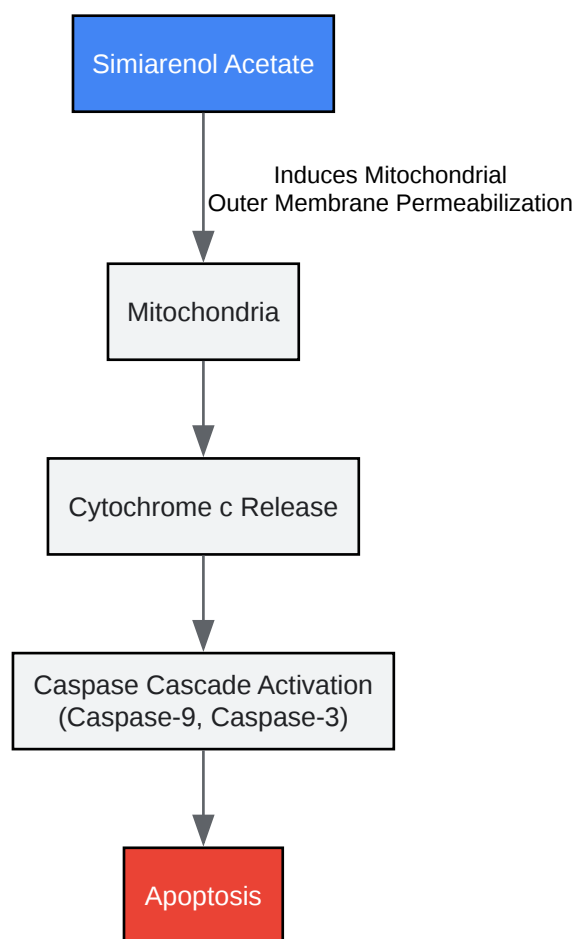 Simiarenol Acetate
Induces Mitochondrial
Outer Membrane Permeabilization
Mitochondria
Cytochrome c Release
Caspase Cascade Activation
(Caspase-9, Caspase-3)
Apoptosis